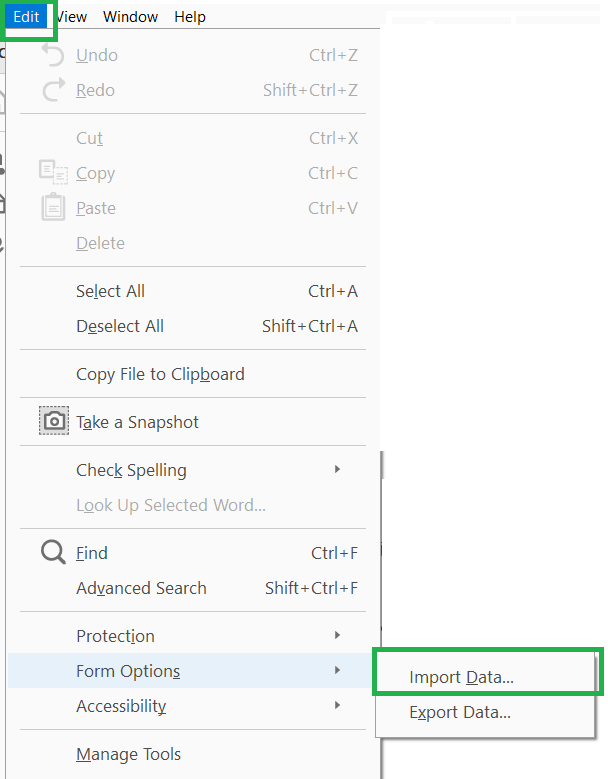 Edit View Window Help
Undo Ctrl+Z
Redo Shift+Ctrl+Z
Cut Ctrl+X
Copy Ctrl+C
Paste Ctrl+V
Delete
Select All Ctrl+A
Deselect All Shift+Ctrl+A
Copy File to Clipboard
Take a Snapshot
Check Spelling
Look Up Selected Word...
Find Ctrl+F
Advanced Search Shift+Ctrl+F
Protection
Form Options
Import Data...
Accessibility
Export Data...
Manage Tools